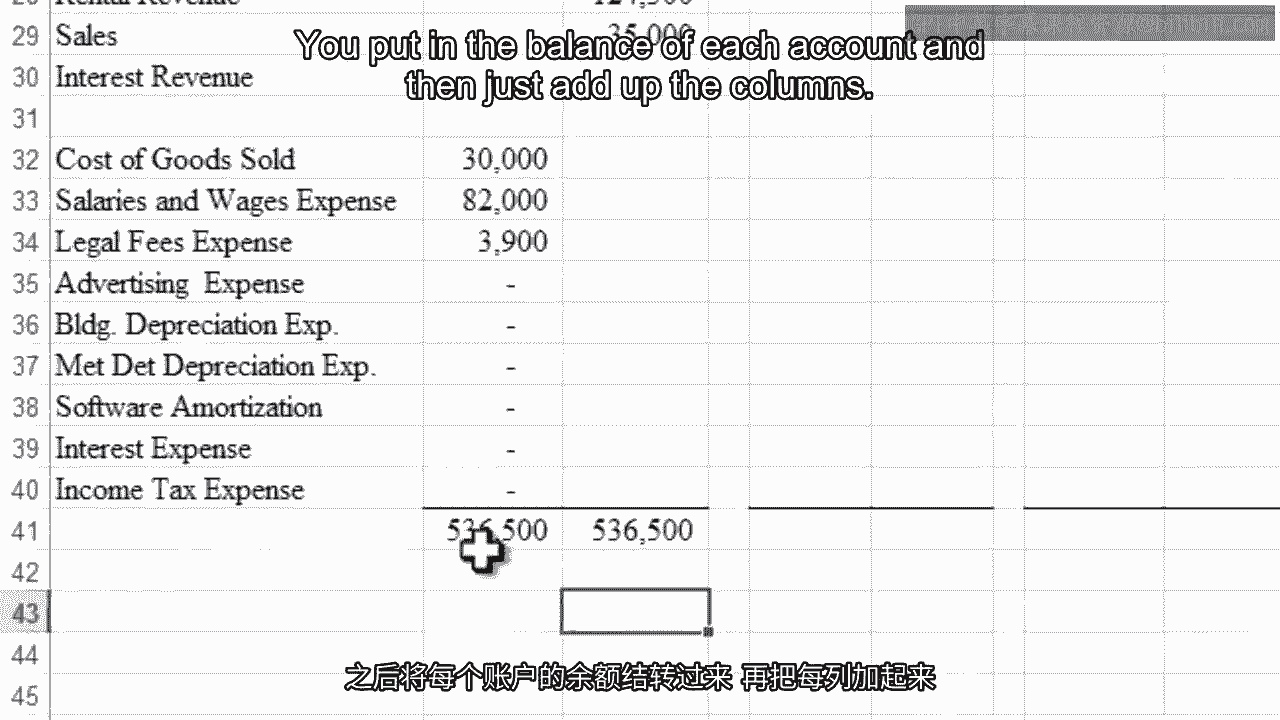 29 Sales 35,000
You put in the balance of each account and
30 Interest Revenue
then just add up the columns.
31
32 Cost of Goods Sold 30,000
33 Salaries and Wages Expense 82,000
34 Legal Fees Expense 3,900
35 Advertising Expense -
36 Bldg. Depreciation Exp. -
37 Met Det Depreciation Exp. -
38 Software Amortization -
39 Interest Expense -
40 Income Tax Expense -
41 536,500 536,500
42
43
44
之后将每个账户的余额结转过来 再把每列加起来
45